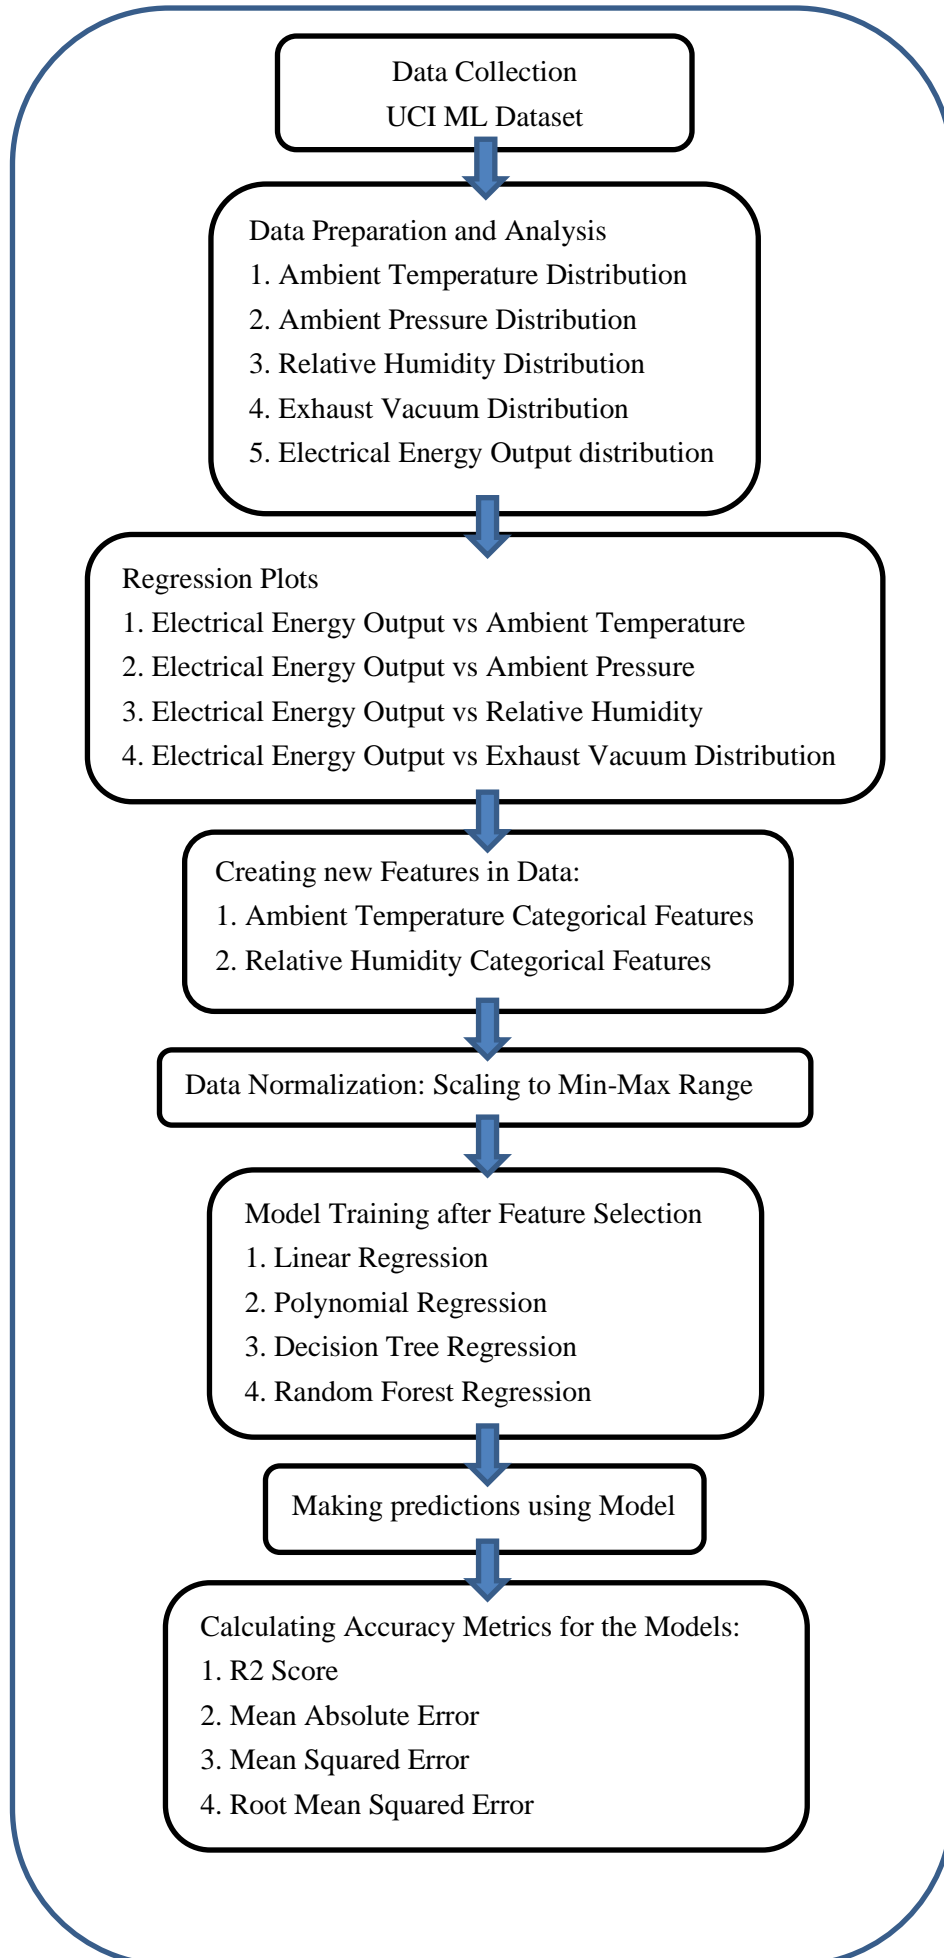 Data Collection
UCI ML Dataset
Data Preparation and Analysis
1. Ambient Temperature Distribution
2. Ambient Pressure Distribution
3. Relative Humidity Distribution
4. Exhaust Vacuum Distribution
5. Electrical Energy Output distribution
Regression Plots
1. Electrical Energy Output vs Ambient Temperature
2. Electrical Energy Output vs Ambient Pressure
3. Electrical Energy Output vs Relative Humidity
4. Electrical Energy Output vs Exhaust Vacuum Distribution
Creating new Features in Data:
1. Ambient Temperature Categorical Features
2. Relative Humidity Categorical Features
Data Normalization: Scaling to Min-Max Range
Model Training after Feature Selection
1. Linear Regression
2. Polynomial Regression
3. Decision Tree Regression
4. Random Forest Regression
Making predictions using Model
Calculating Accuracy Metrics for the Models:
1. R2 Score
2. Mean Absolute Error
3. Mean Squared Error
4. Root Mean Squared Error